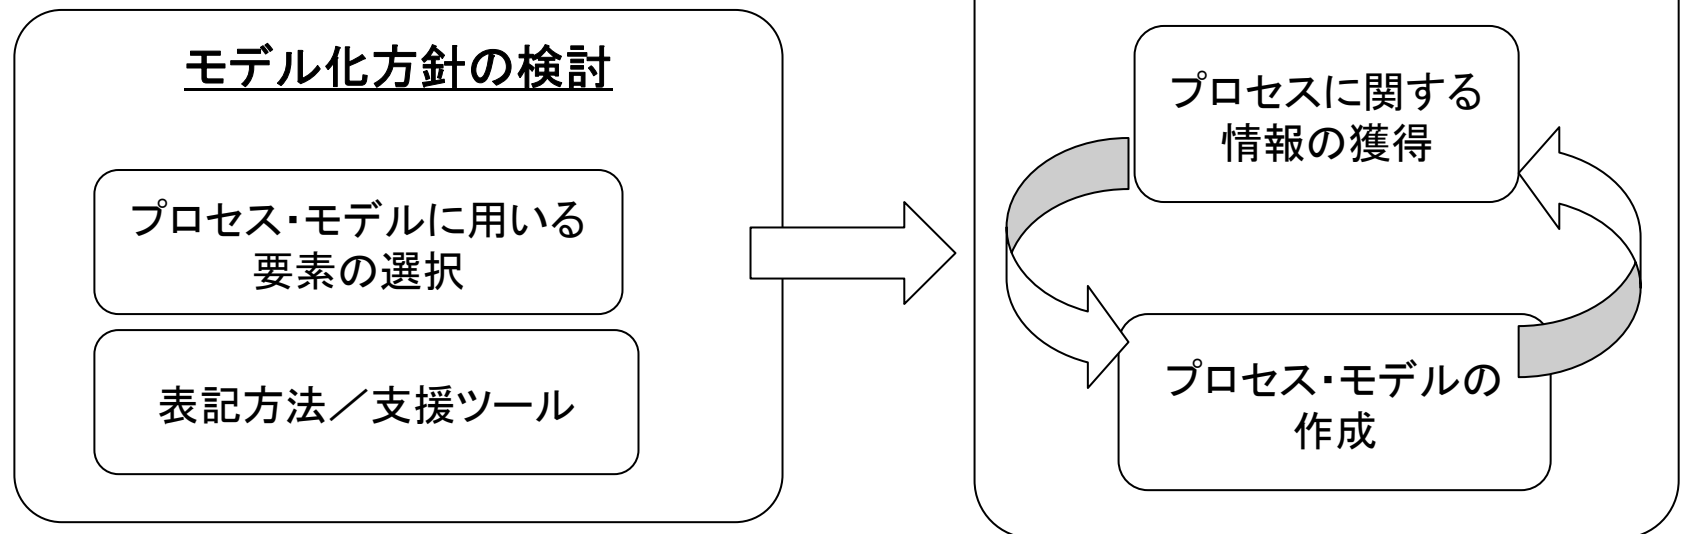 モデル化方針の検討
プロセス・モデルに用いる
要素の選択
表記方法／支援ツール
プロセスに関する
情報の獲得
プロセス・モデルの
作成